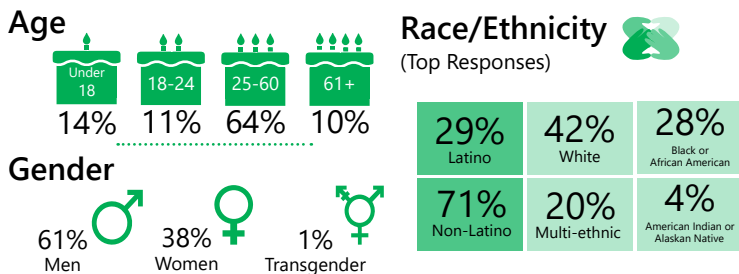 Age
Under
18
18-24
25-60
61+
14%
11%
64%
10%
Gender
61%
Men
38%
Women
1%
Transgender
Race/Ethnicity
(Top Responses)
29%
Latino
42%
White
28%
Black or
African American
71%
Non-Latino
20%
Multi-ethnic
4%
American Indian or
Alaskan Native